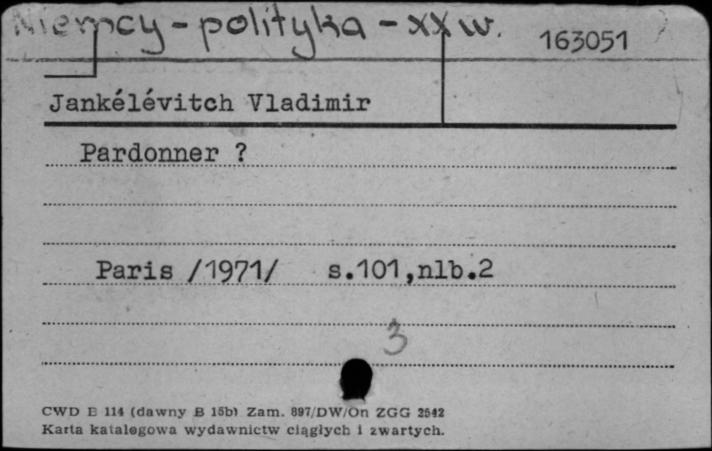 Niemcy - polityka - XX w.
163051
Jankélévitch Vladimir
Pardonner ?
Paris /1971/ s.101,nlb.2
3
CWD B 114 (dawny B 15b) Zam. 897/DW/On ZGG 2542
Karta katalogowa wydawnictw ciągłych i zwartych.